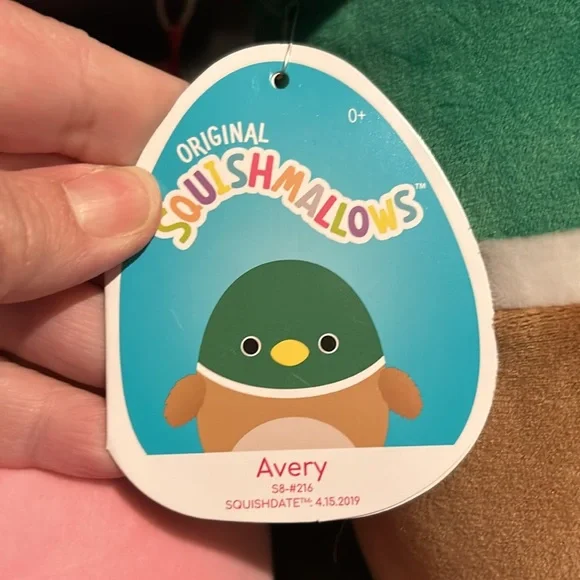 0+
ORIGINAL
SQUISHMALLOWS™
Avery
S8-#216
SQUISHDATE™: 4.15.2019